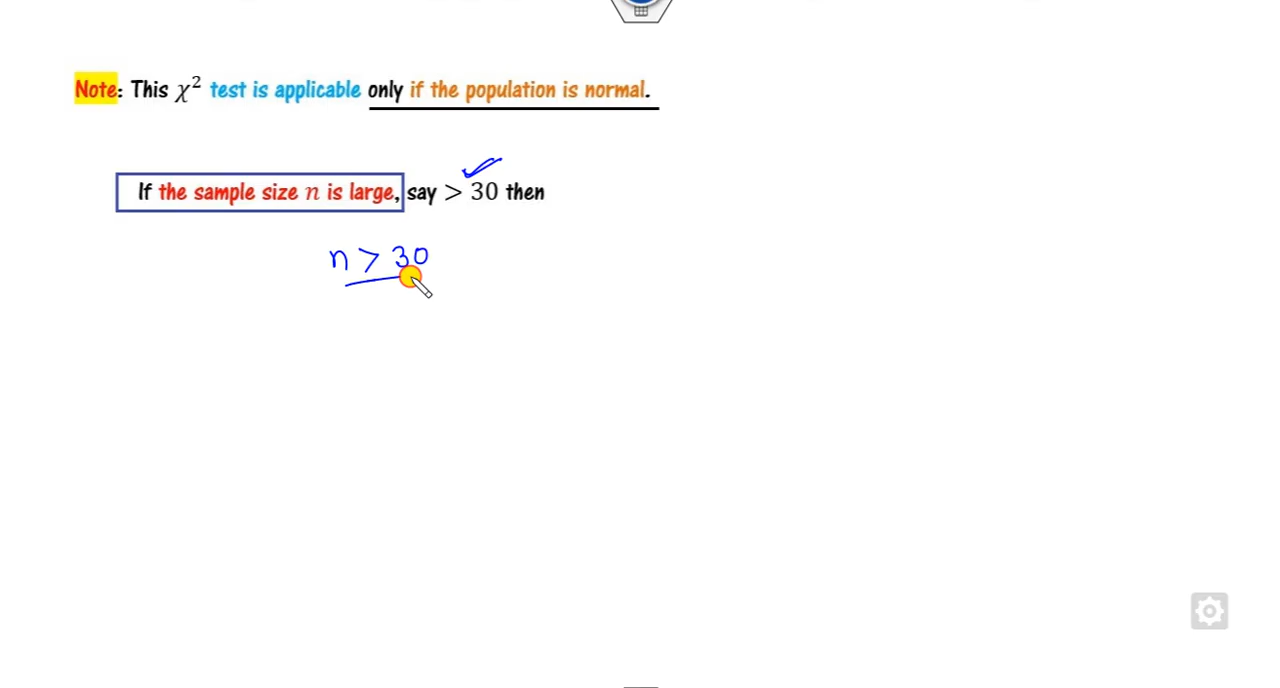 Note: This χ² test is applicable only if the population is normal.
If the sample size n is large, say > 30 then
n > 30